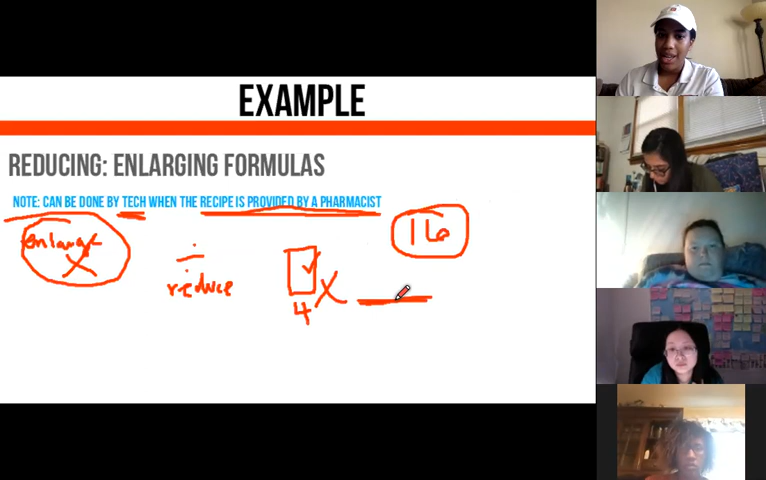 EXAMPLE
REDUCING: ENLARGING FORMULAS
NOTE: CAN BE DONE BY TECH WHEN THE RECIPE IS PROVIDED BY A PHARMACIST
16
enlarge
X
÷
reduce
4 X